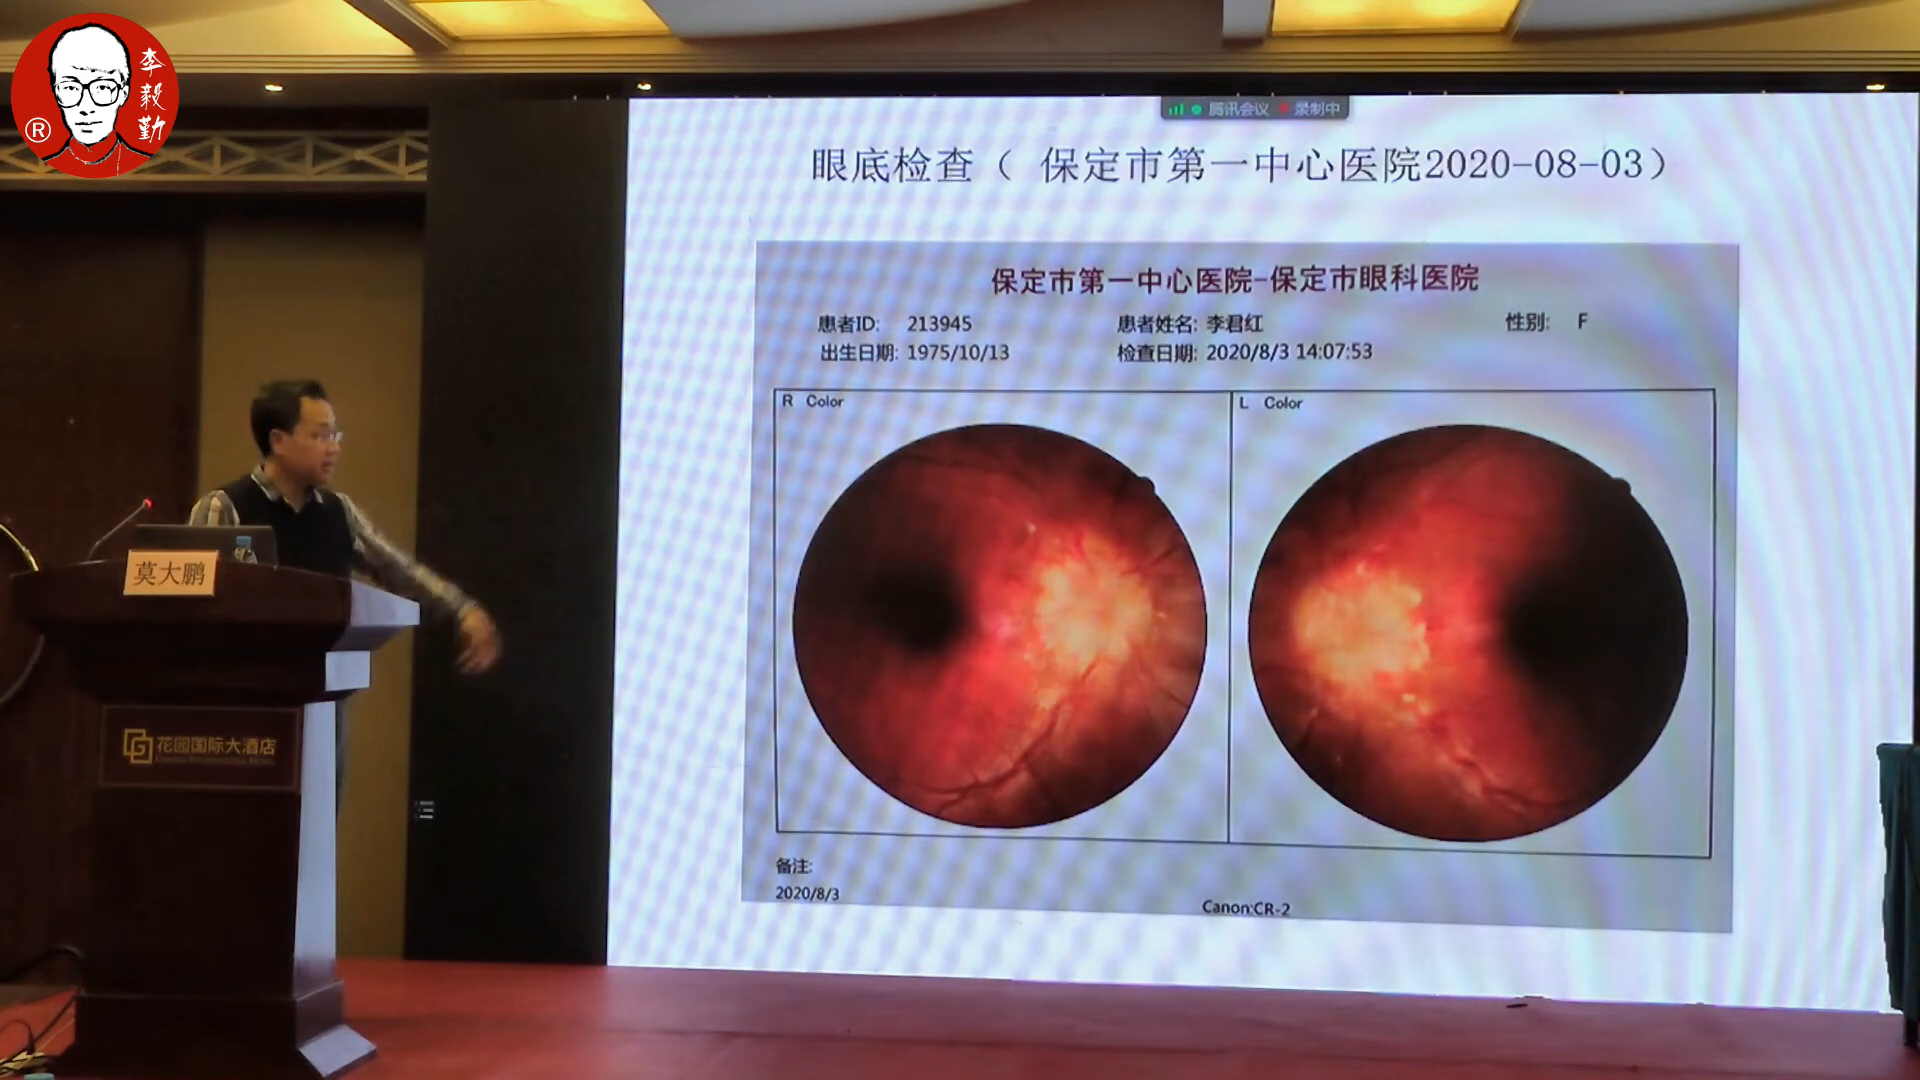 李毅勤
®
腾讯会议 录制中
眼底检查（ 保定市第一中心医院2020-08-03）
保定市第一中心医院-保定市眼科医院
患者ID: 213945 患者姓名: 李君红 性别: F
出生日期: 1975/10/13 检查日期: 2020/8/3 14:07:53
R Color
L Color
备注:
2020/8/3
Canon:CR-2
莫大鹏
花园国际大酒店